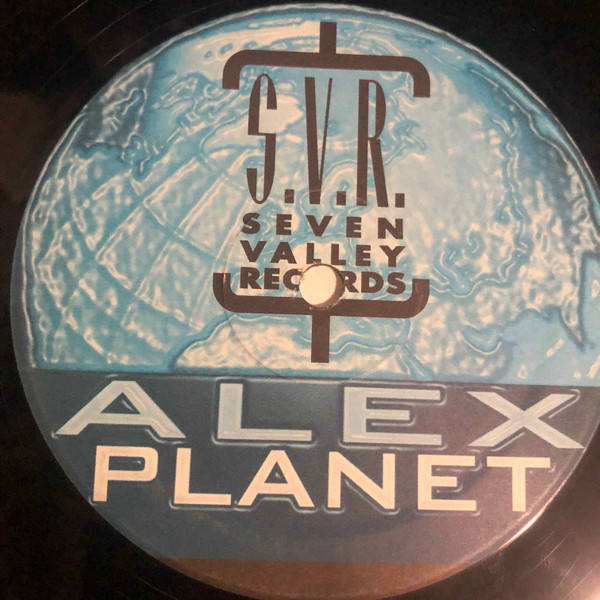 S.V.R.
SEVEN
VALLEY
RECORDS
ALEX
PLANET